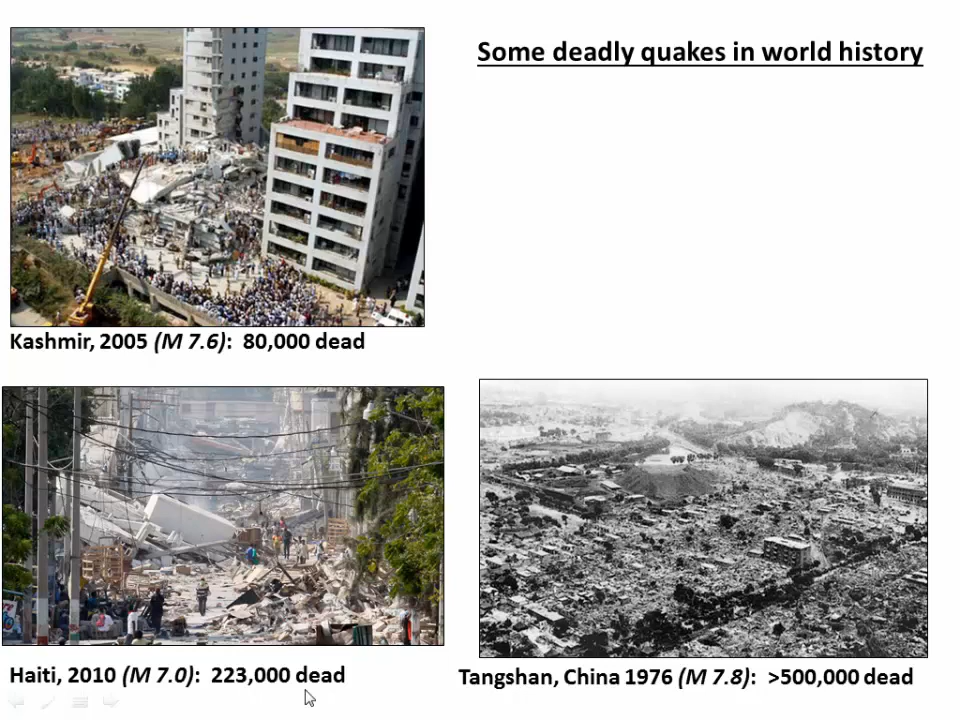 Some deadly quakes in world history
Kashmir, 2005 (M 7.6):  80,000 dead
Haiti, 2010 (M 7.0):  223,000 dead
Tangshan, China 1976 (M 7.8):  >500,000 dead